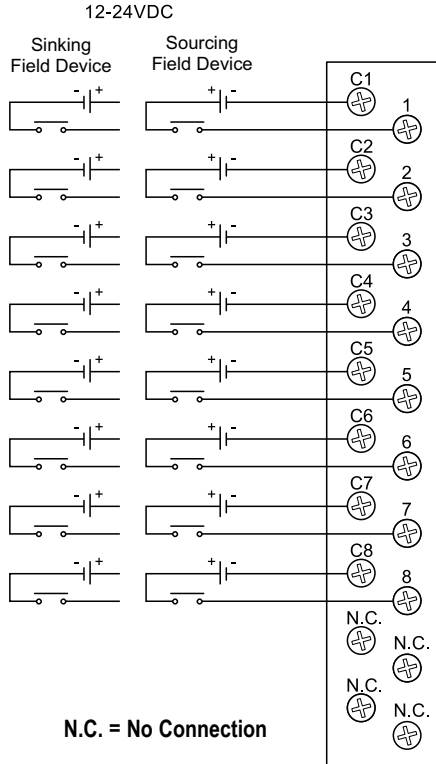 12-24VDC
Sinking
Field Device
Sourcing
Field Device
- +
+ -
C1
1
- +
+ -
C2
2
- +
+ -
C3
3
- +
+ -
C4
4
- +
+ -
C5
5
- +
+ -
C6
6
- +
+ -
C7
7
- +
+ -
C8
8
N.C.
N.C.
N.C.
N.C.
N.C. = No Connection